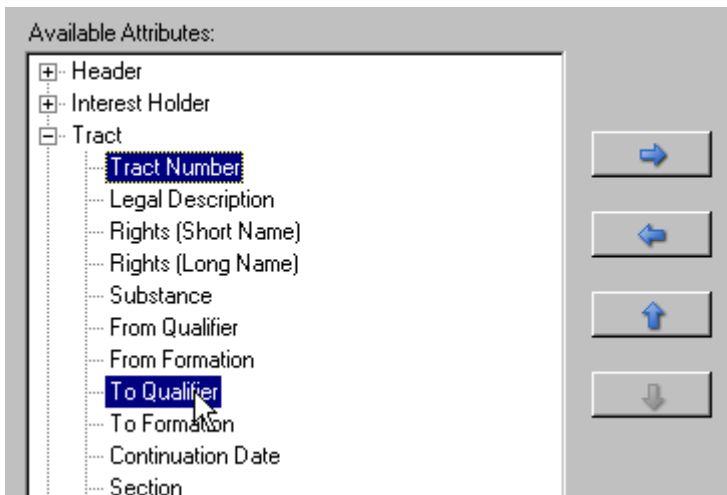 Available Attributes:
Header
Interest Holder
Tract
Tract Number
Legal Description
Rights (Short Name)
Rights (Long Name)
Substance
From Qualifier
From Formation
To Qualifier
To Formation
Continuation Date
Section